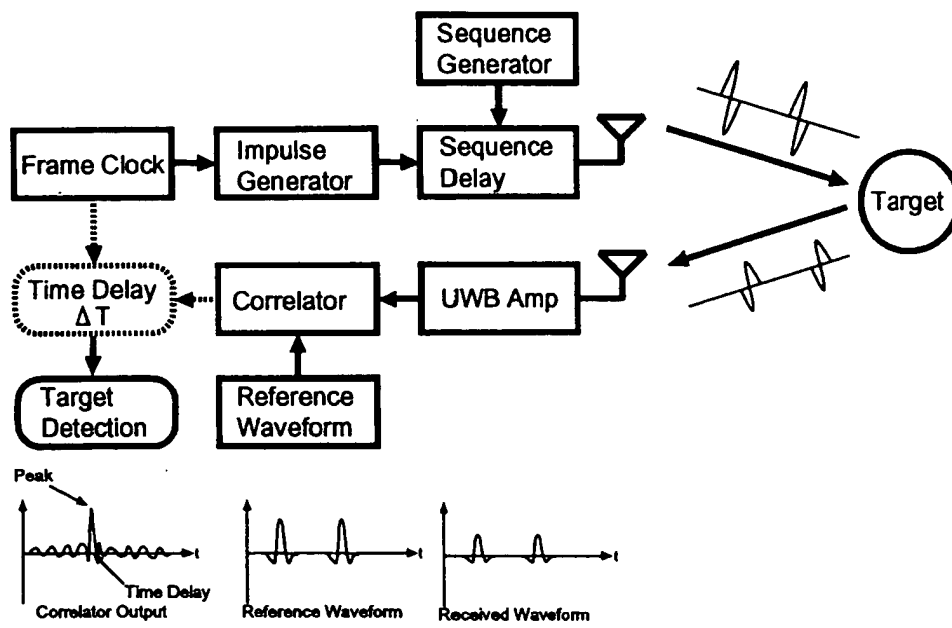 Sequence
Generator
Frame Clock
Impulse
Generator
Sequence
Delay
Target
Time Delay
Δ T
Correlator
UWB Amp
Target
Detection
Reference
Waveform
Peak
t
t
t
Time Delay
Correlator Output
Reference Waveform
Received Waveform